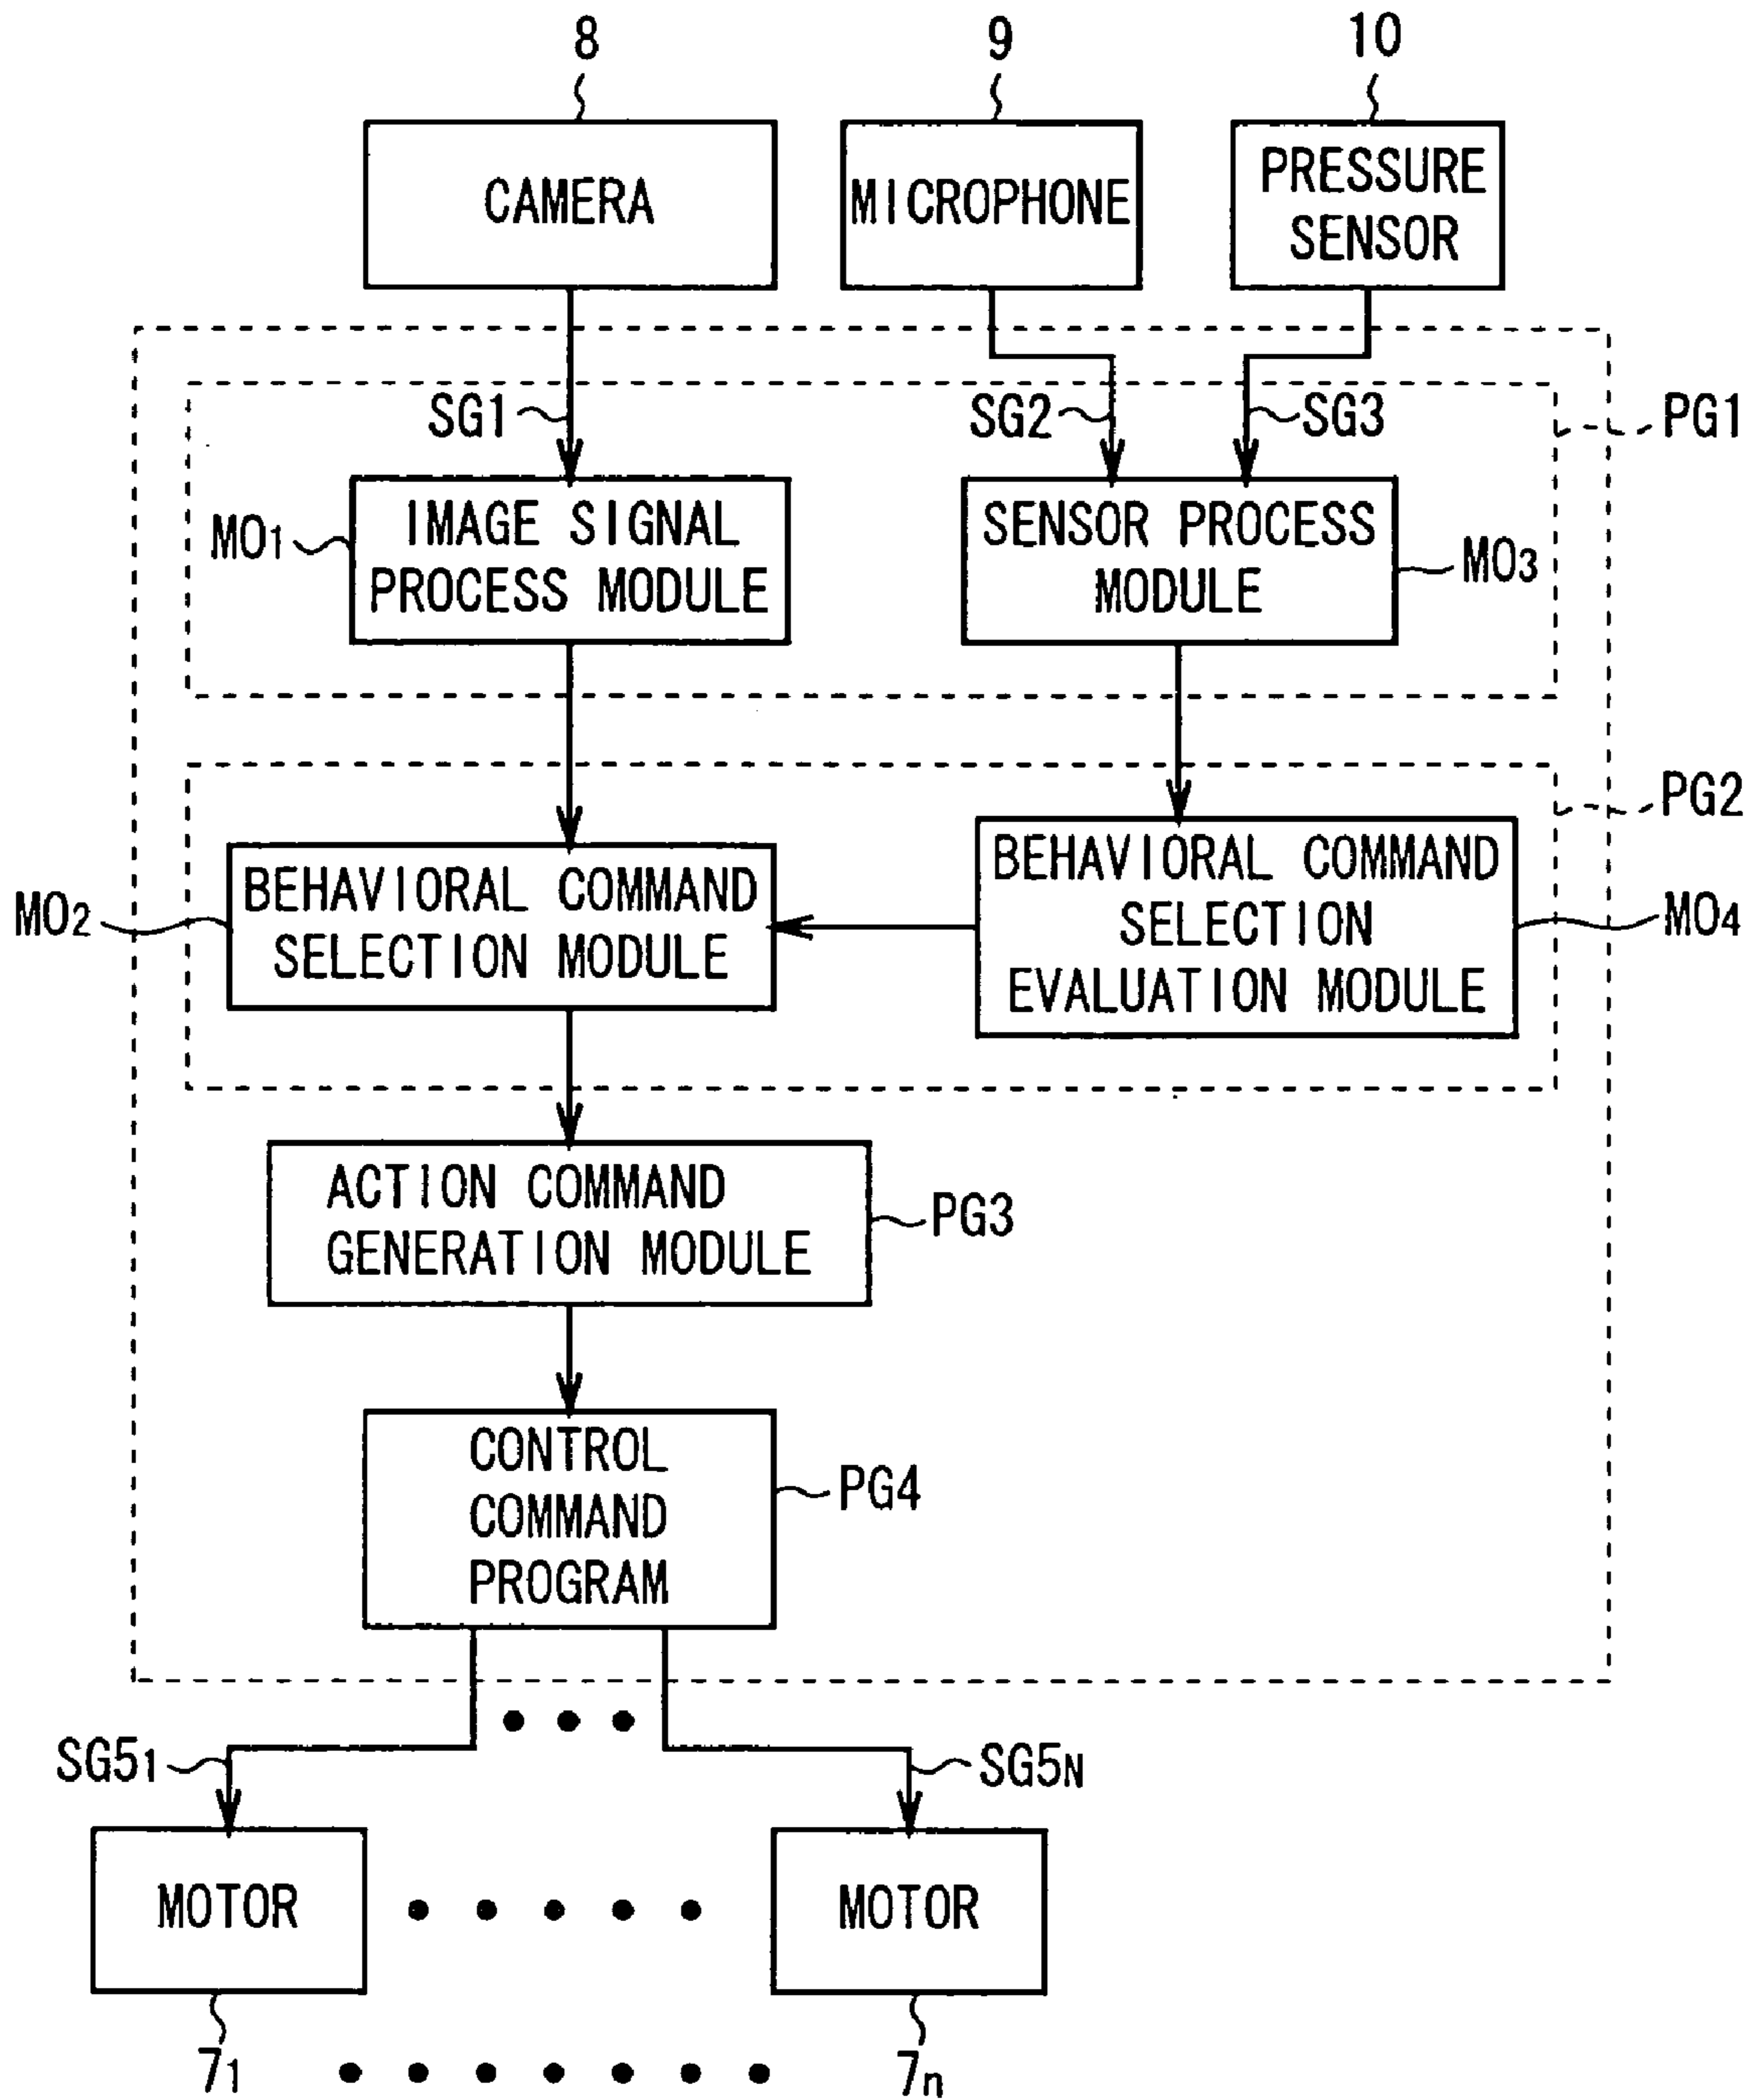 8
9
10
CAMERA
MICROPHONE
PRESSURE
SENSOR
SG1
SG2
SG3
PG1
MO1
IMAGE SIGNAL
PROCESS MODULE
SENSOR PROCESS
MODULE
MO3
PG2
MO2
BEHAVIORAL COMMAND
SELECTION MODULE
BEHAVIORAL COMMAND
SELECTION
EVALUATION MODULE
MO4
ACTION COMMAND
GENERATION MODULE
PG3
CONTROL
COMMAND
PROGRAM
PG4
SG51
SG5N
MOTOR
MOTOR
71
7n